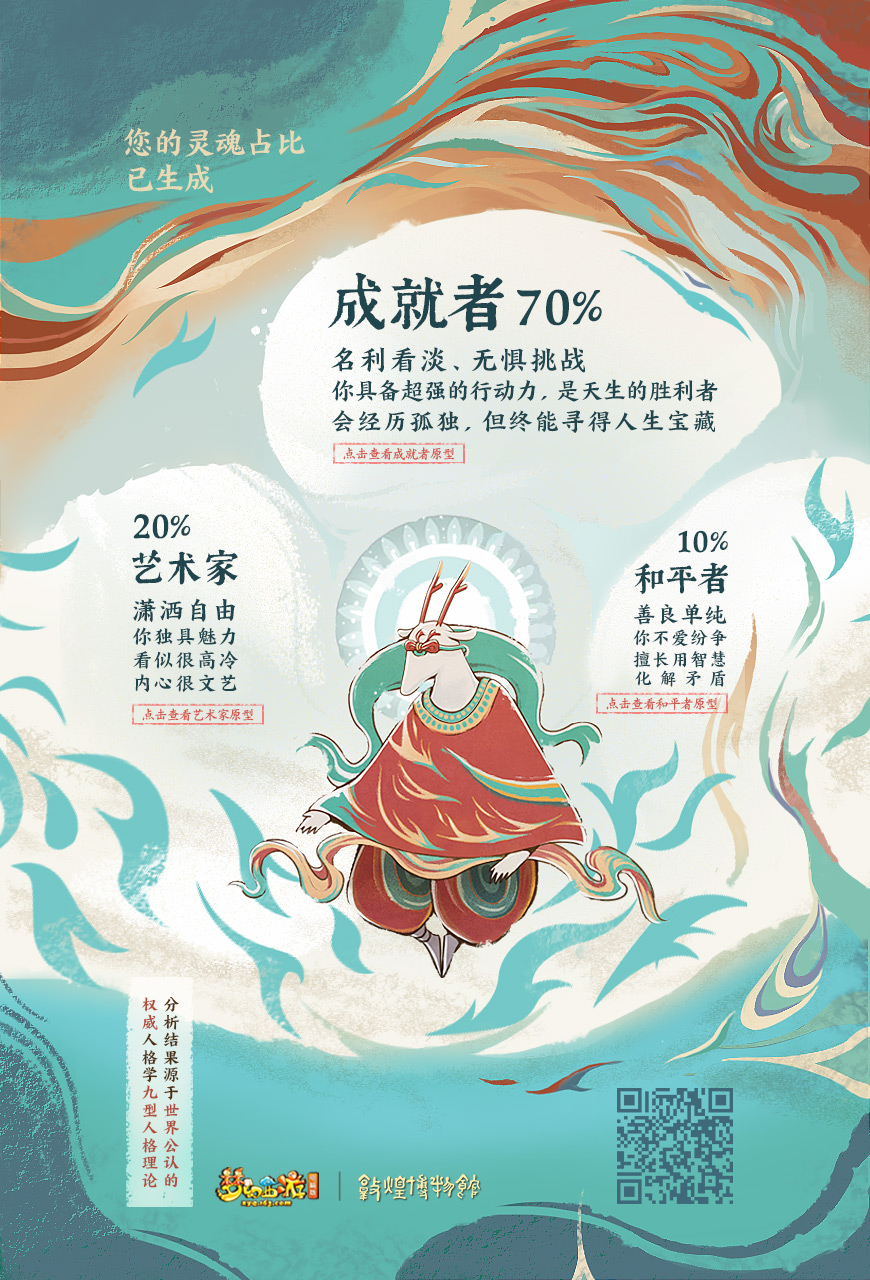 您的灵魂占比
已生成
成就者 70%
名利看淡、无惧挑战
你具备超强的行动力，是天生的胜利者
会经历孤独，但终能寻得人生宝藏
点击查看成就者原型
20%
艺术家
潇洒自由
你独具魅力
看似很高冷
内心很文艺
点击查看艺术家原型
10%
和平者
善良单纯
你不爱纷争
擅长用智慧
化解矛盾
点击查看和平者原型
分析结果源于世界公认的
权威人格学九型人格理论
梦幻西游
xyq.163.com
敦煌博物馆